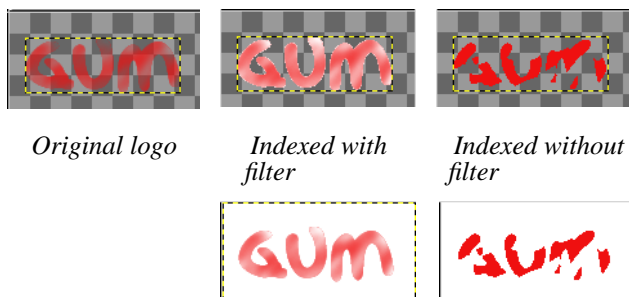 GUM GUM GUM
Original logo Indexed with Indexed without
filter filter
GUM GUM